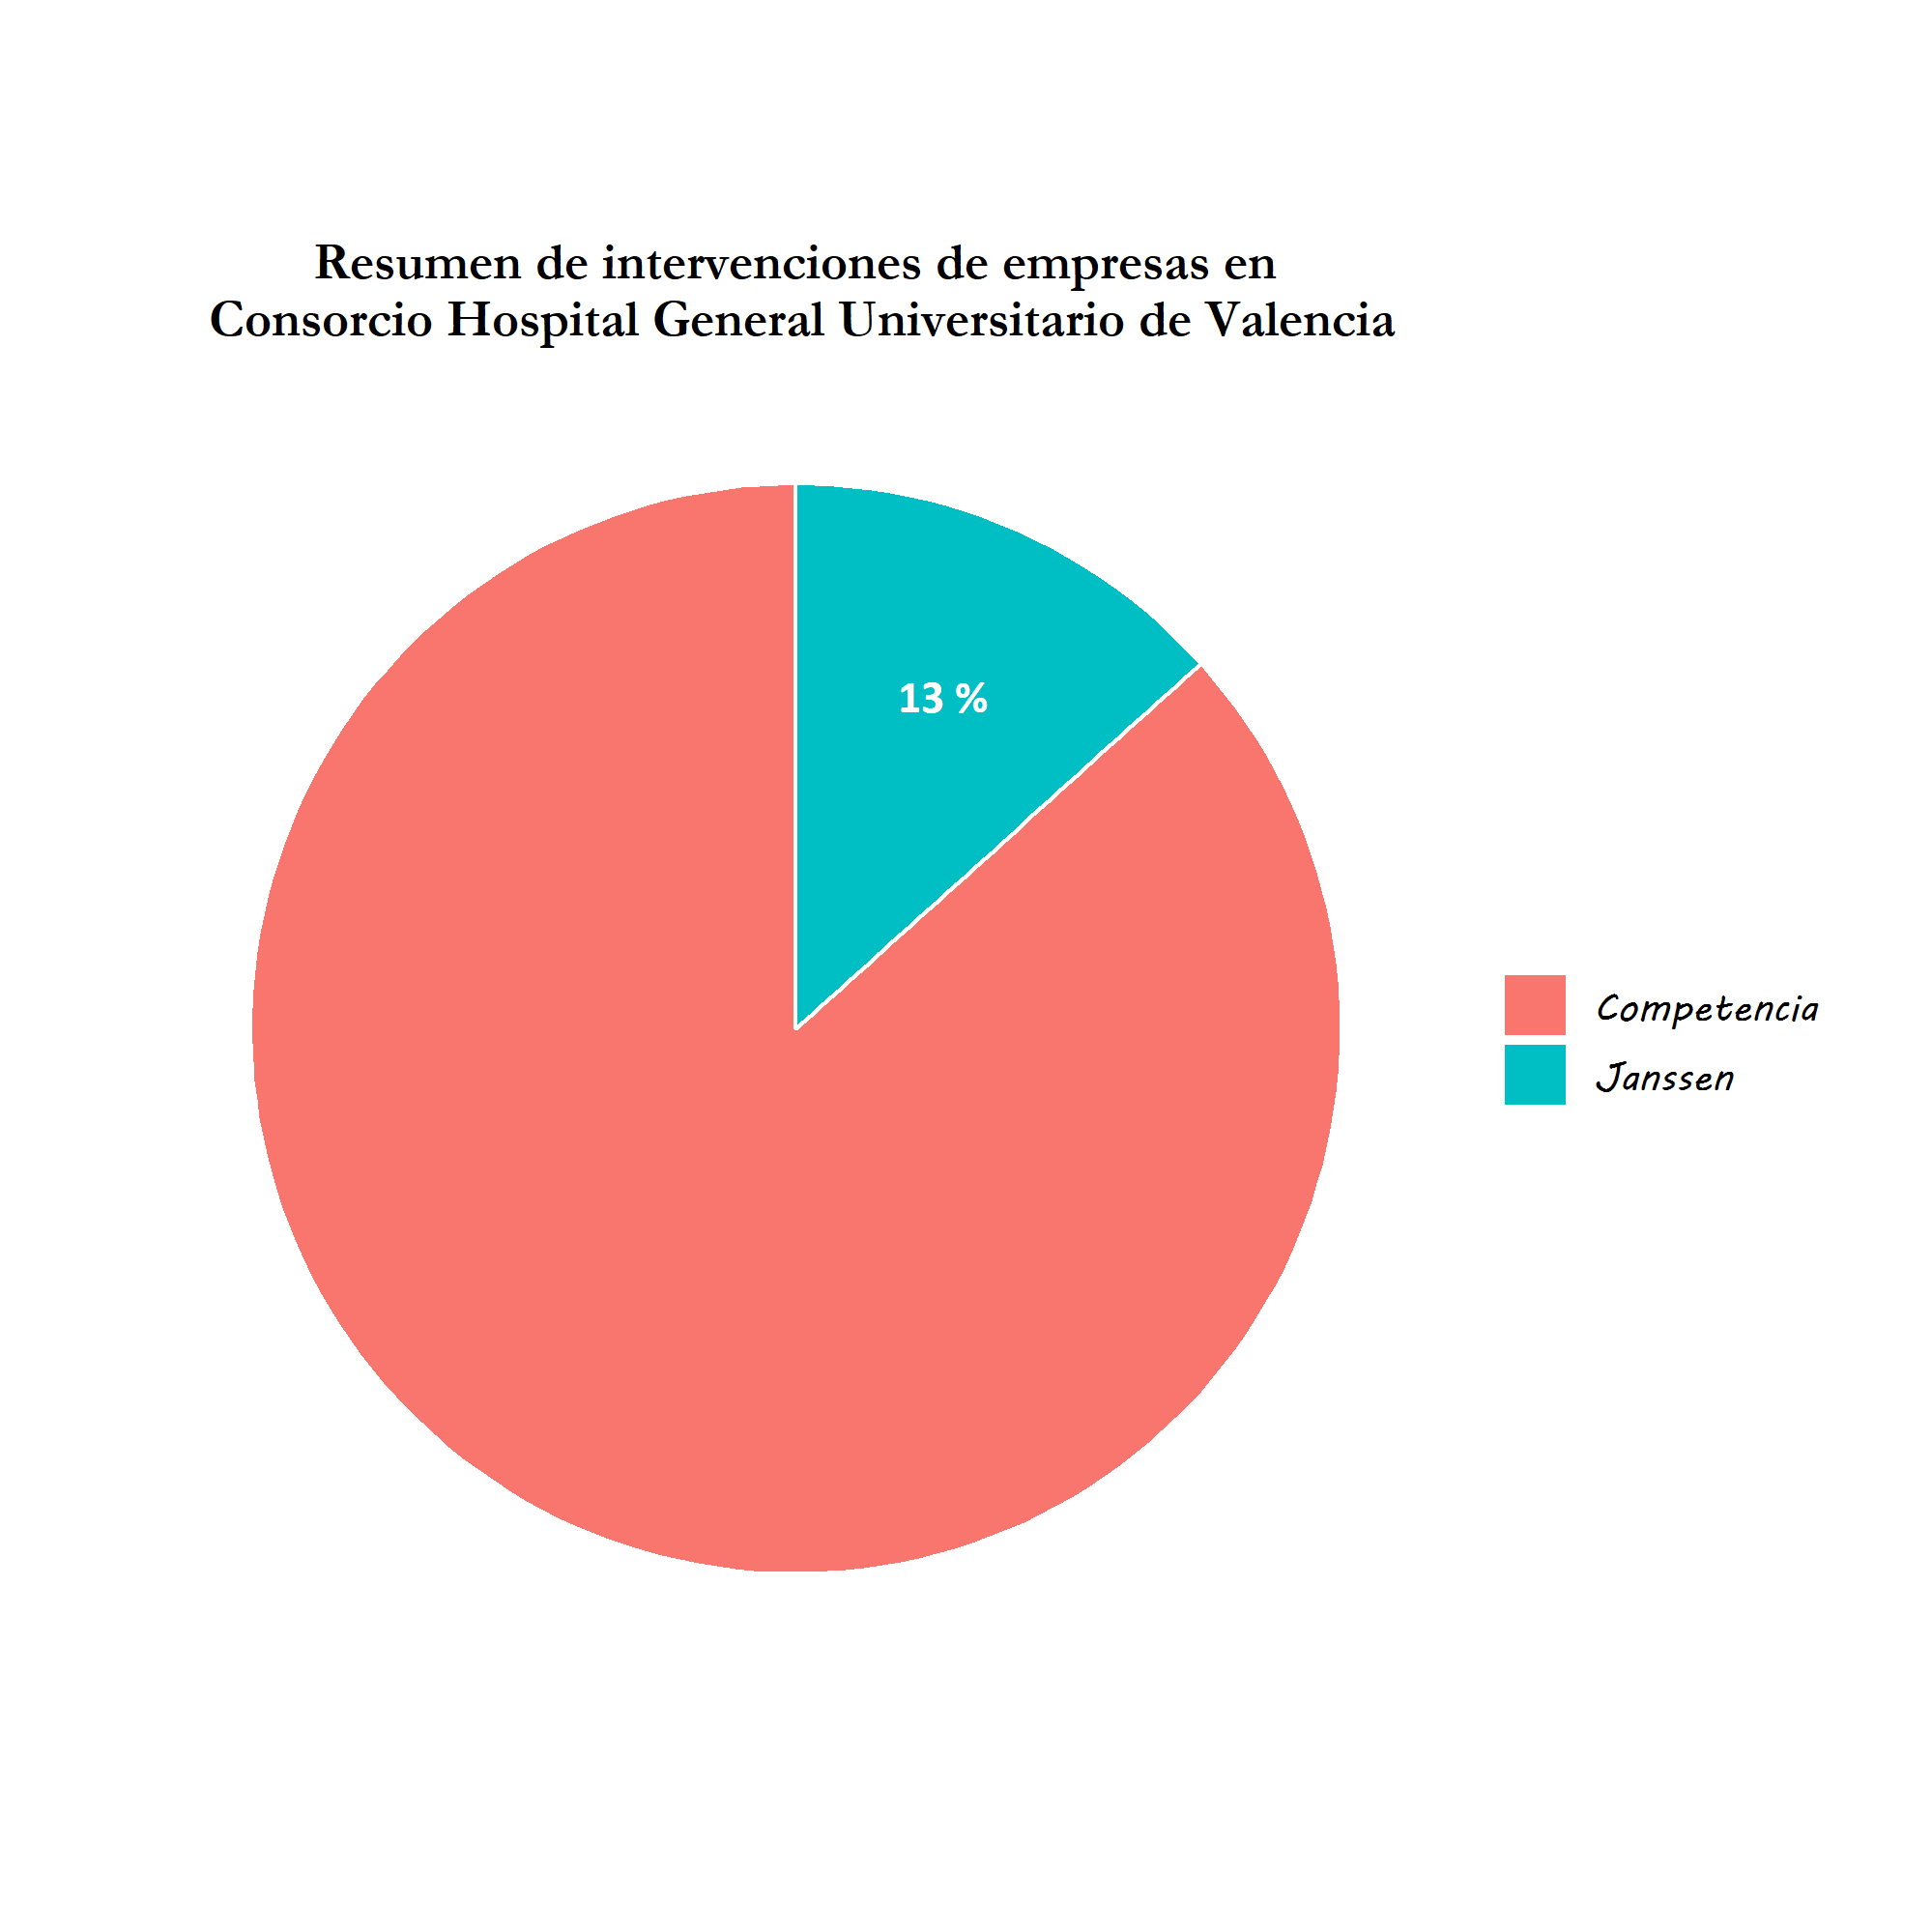 Resumen de intervenciones de empresas en
Consorcio Hospital General Universitario de Valencia
13 %
Competencia
Janssen